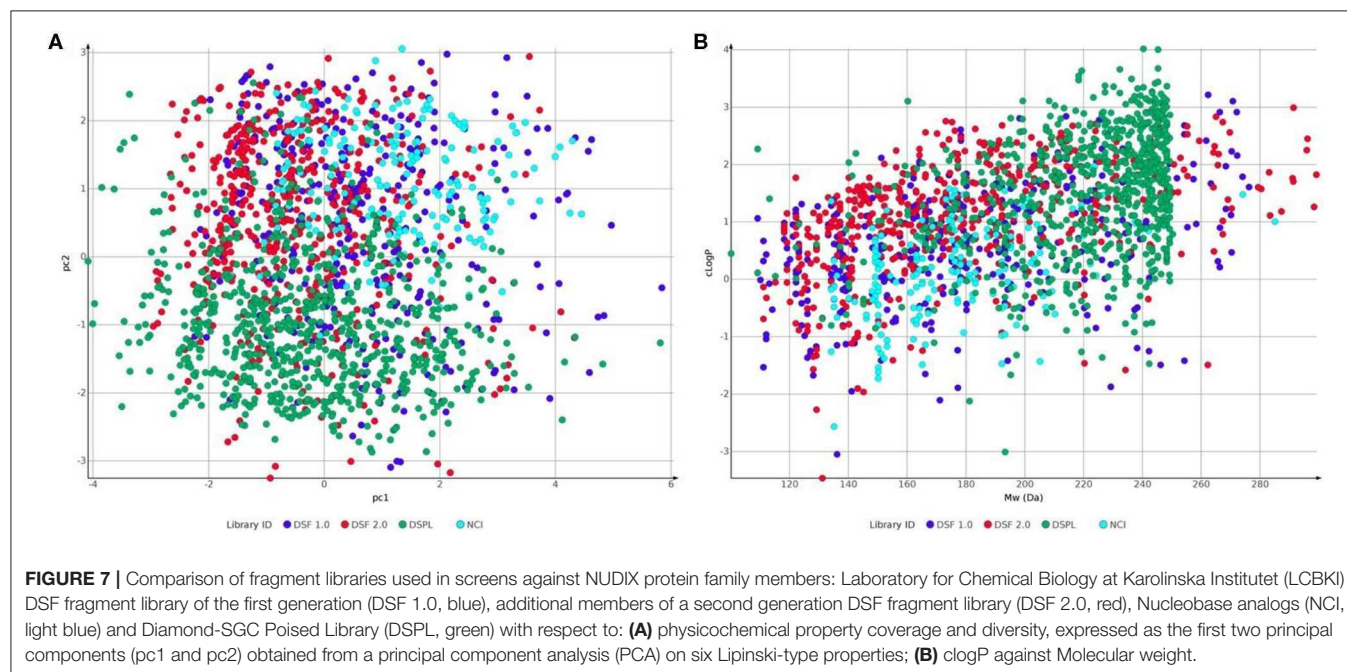 A
3
2
1
0
-1
-2
-3
pc2
-4
-2
0
2
4
6
pc1
Library ID DSF 1.0 DSF 2.0 DSPL NCI
B
4
3
2
1
0
-1
-2
-3
cLogP
120
140
160
180
200
220
240
260
280
Mw (Da)
Library ID DSF 1.0 DSF 2.0 DSPL NCI
FIGURE 7 | Comparison of fragment libraries used in screens against NUDIX protein family members: Laboratory for Chemical Biology at Karolinska Institutet (LCBKI)
DSF fragment library of the first generation (DSF 1.0, blue), additional members of a second generation DSF fragment library (DSF 2.0, red), Nucleobase analogs (NCI,
light blue) and Diamond-SGC Poised Library (DSPL, green) with respect to: (A) physicochemical property coverage and diversity, expressed as the first two principal
components (pc1 and pc2) obtained from a principal component analysis (PCA) on six Lipinski-type properties; (B) clogP against Molecular weight.